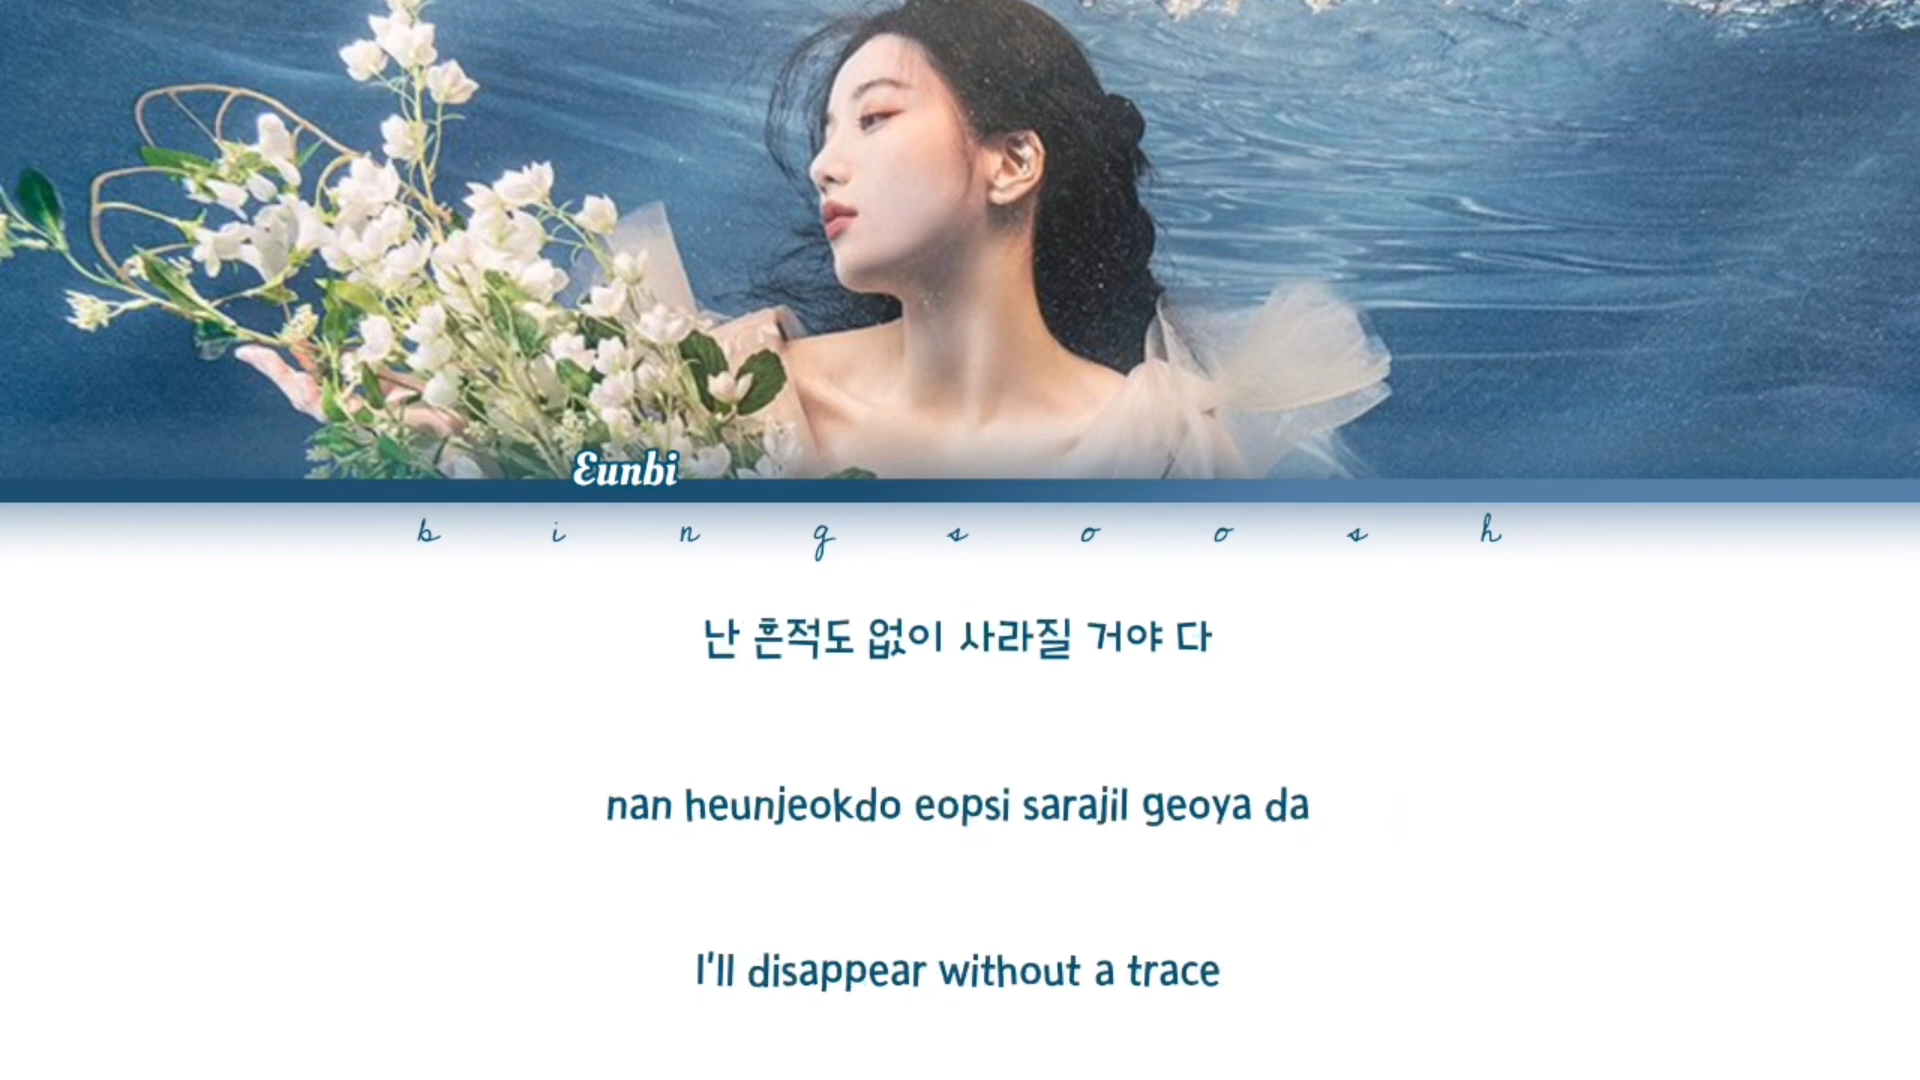 Eunbi
bingsoosh
난 흔적도 없이 사라질 거야 다
nan heunjeokdo eopsi sarajil geoya da
I'll disappear without a trace